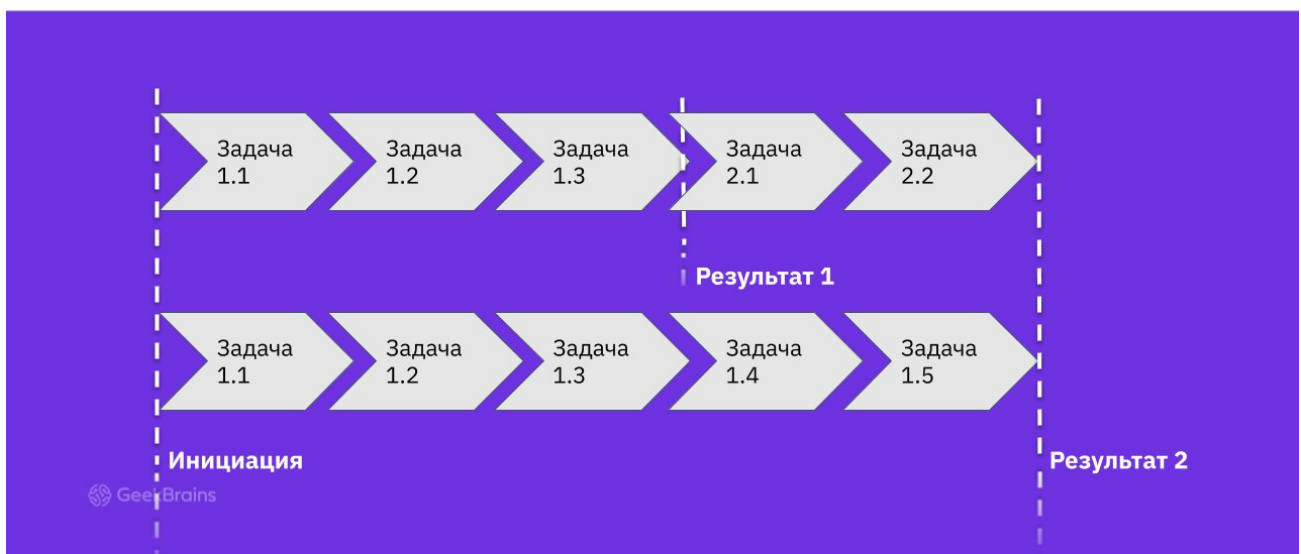 Задача
1.1
Задача
1.2
Задача
1.3
Задача
2.1
Задача
2.2
Результат 1
Задача
1.1
Задача
1.2
Задача
1.3
Задача
1.4
Задача
1.5
Инициация
Результат 2
GeekBrains